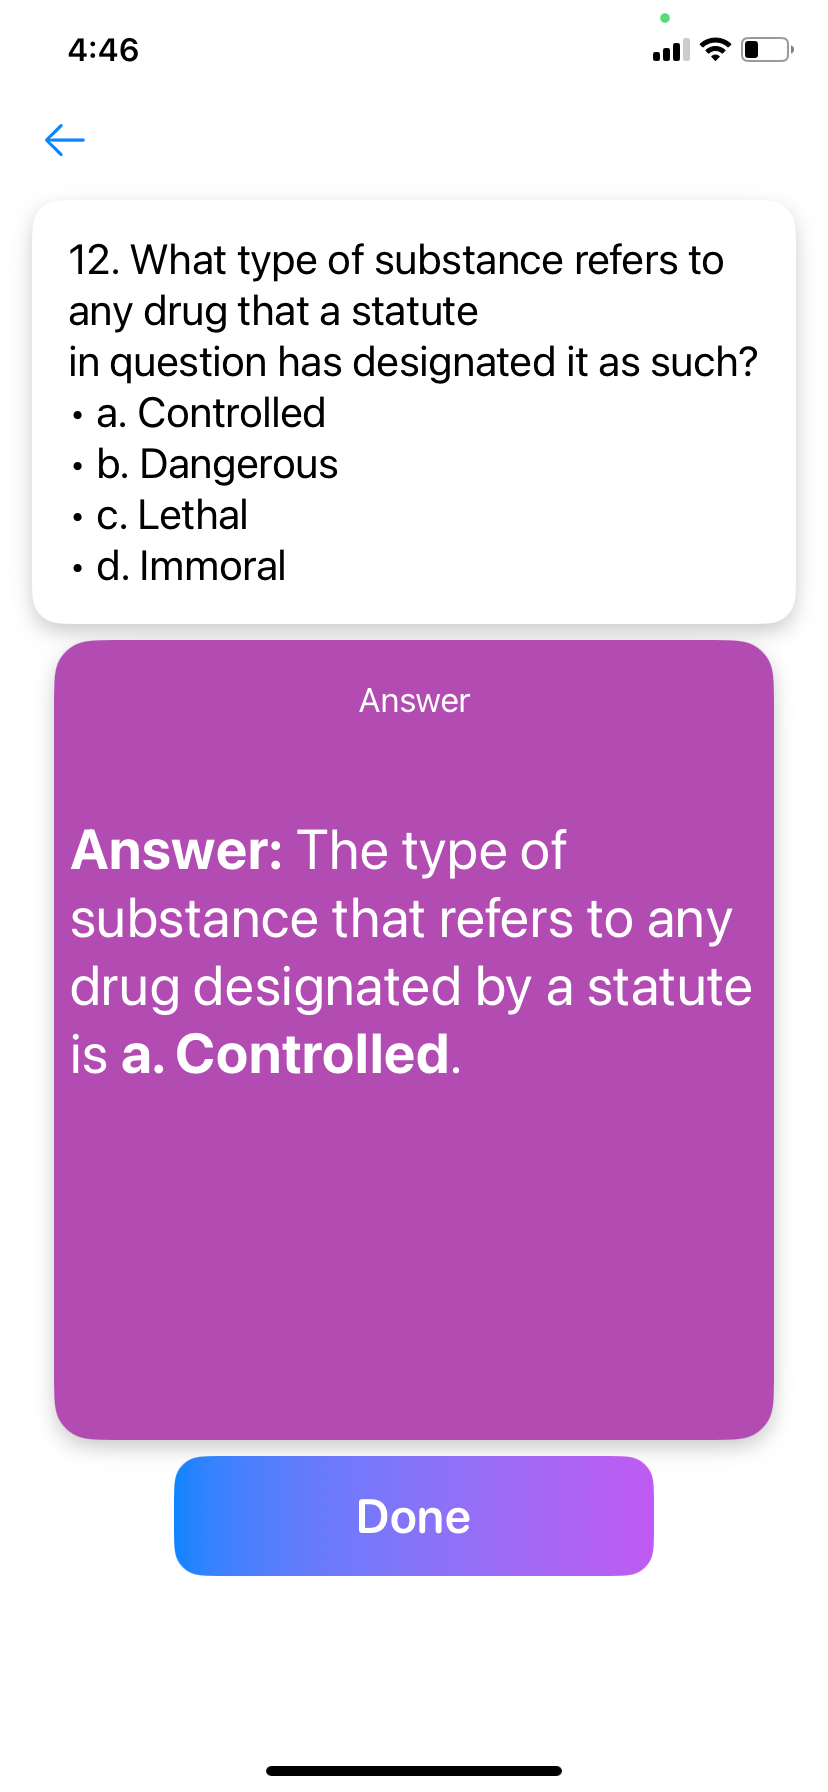 4:46
12. What type of substance refers to
any drug that a statute
in question has designated it as such?
• a. Controlled
• b. Dangerous
• c. Lethal
• d. Immoral
Answer
Answer: The type of
substance that refers to any
drug designated by a statute
is a. Controlled.
Done